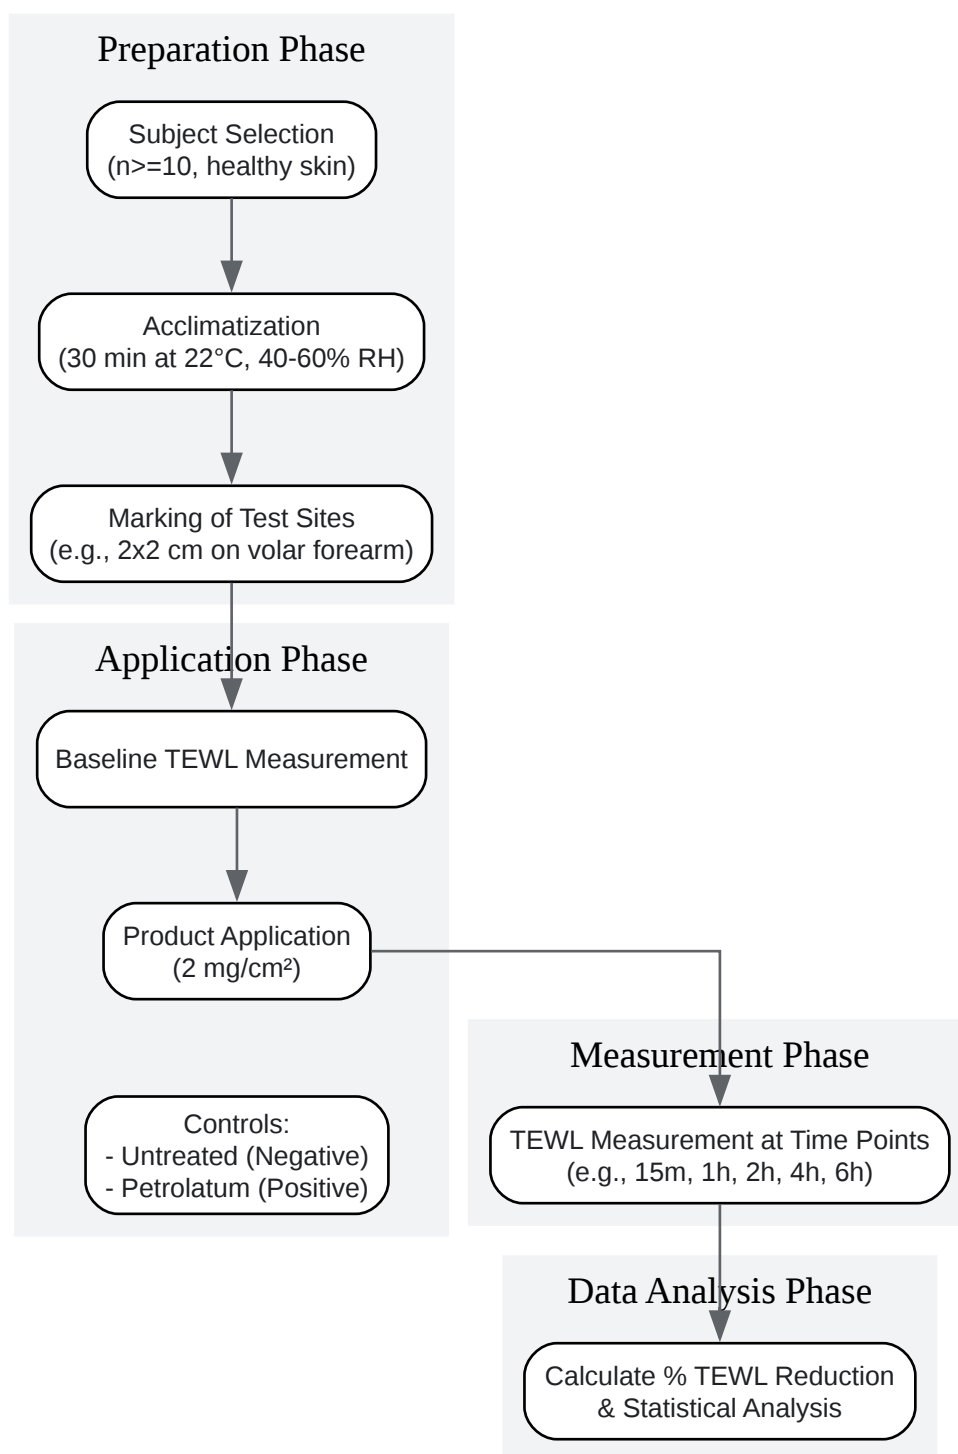 Preparation Phase
Subject Selection
(n>=10, healthy skin)
Acclimatization
(30 min at 22°C, 40-60% RH)
Marking of Test Sites
(e.g., 2x2 cm on volar forearm)
Application Phase
Baseline TEWL Measurement
Product Application
(2 mg/cm²)
Controls:
- Untreated (Negative)
- Petrolatum (Positive)
Measurement Phase
TEWL Measurement at Time Points
(e.g., 15m, 1h, 2h, 4h, 6h)
Data Analysis Phase
Calculate % TEWL Reduction
& Statistical Analysis